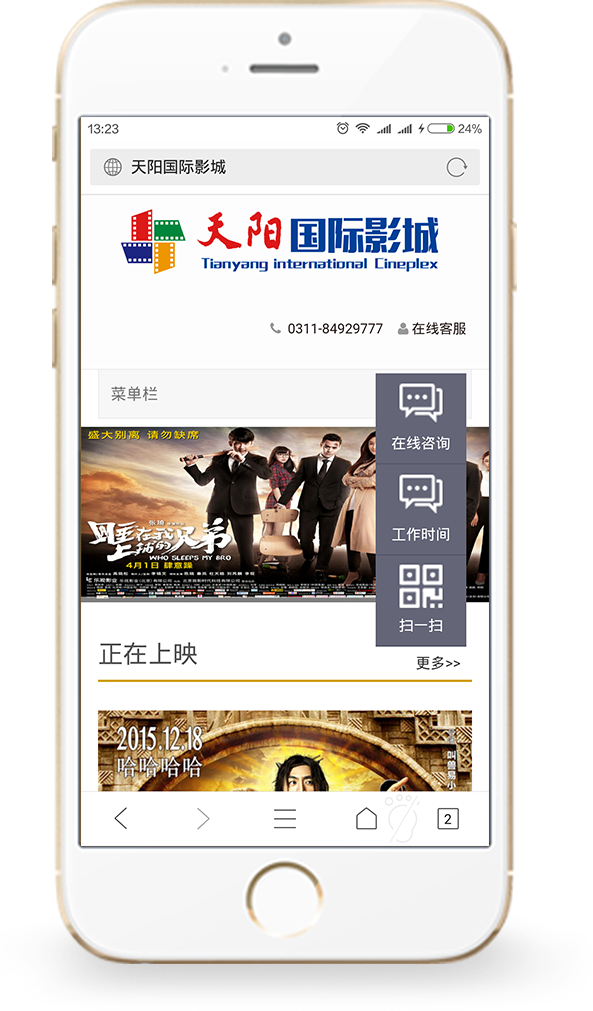 13:23 24%
天阳国际影城
天阳国际影城
Tianyang international Cineplex
0311-84929777 在线客服
菜单栏
在线咨询
盛大别离 请勿缺席
睡在我
上铺的兄弟
WHO SLEEPS MY BRO
4月1日 肆意躁
工作时间
扫一扫
正在上映
更多>>
2015.12.18
哈哈哈哈
叫兽易小
2